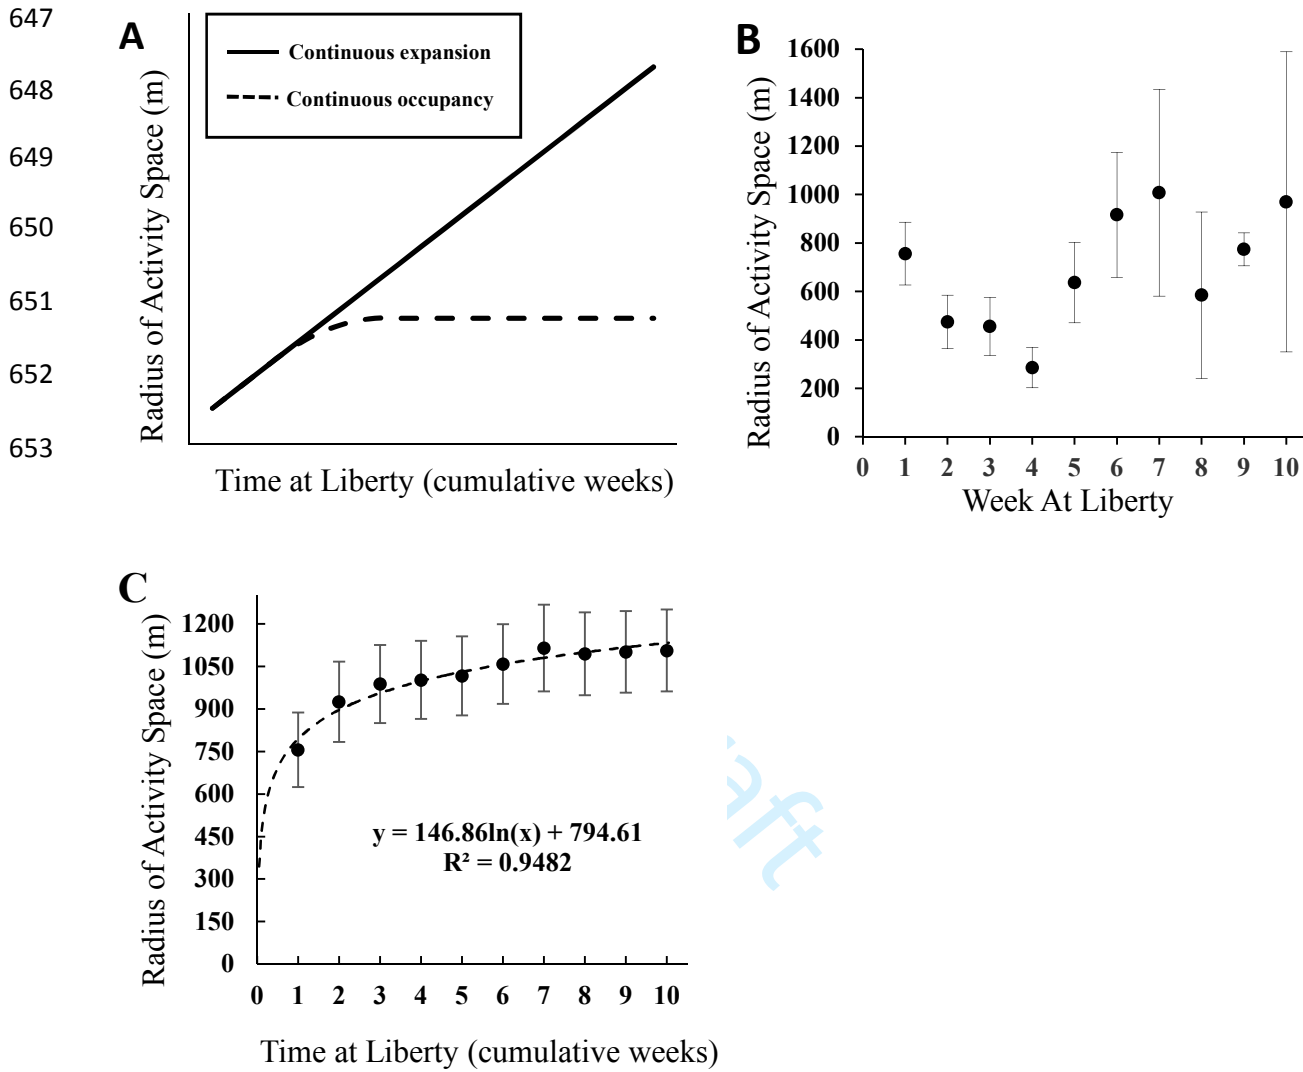 647
648
649
650
651
652
653
A
Continuous expansion
Continuous occupancy
Radius of Activity Space (m)
Time at Liberty (cumulative weeks)
B
Radius of Activity Space (m)
1600
1400
1200
1000
800
600
400
200
0
0 1 2 3 4 5 6 7 8 9 10
Week At Liberty
C
Radius of Activity Space (m)
1200
1050
900
750
600
450
300
150
0
y = 146.86ln(x) + 794.61
R² = 0.9482
0 1 2 3 4 5 6 7 8 9 10
Time at Liberty (cumulative weeks)
aft